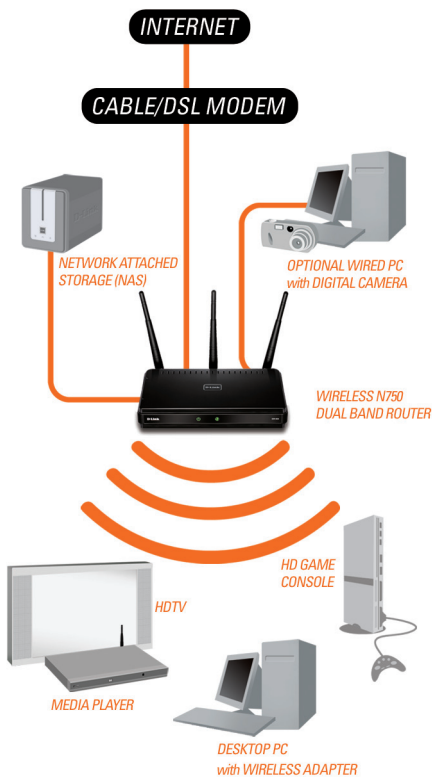 INTERNET
CABLE/DSL MODEM
NETWORK ATTACHED
STORAGE (NAS)
OPTIONAL WIRED PC
with DIGITAL CAMERA
D-Link
WIRELESS N750
DUAL BAND ROUTER
HD GAME
CONSOLE
HDTV
MEDIA PLAYER
DESKTOP PC
with WIRELESS ADAPTER